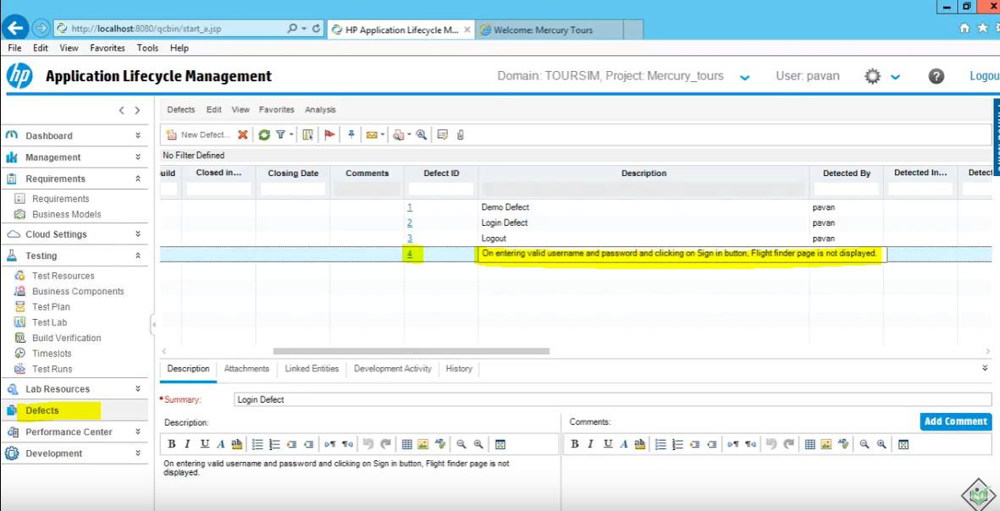 http://localhost:8080/qcbin/start_a.jsp
HP Application Lifecycle M...
Welcome: Mercury Tours
File Edit View Favorites Tools Help
hp Application Lifecycle Management
Domain: TOURSIM, Project: Mercury_tours
User: pavan
Logou
Dashboard
Management
Requirements
Requirements
Business Models
Cloud Settings
Testing
Test Resources
Business Components
Test Plan
Test Lab
Build Verification
Timeslots
Test Runs
Lab Resources
Defects
Performance Center
Development
Defects Edit View Favorites Analysis
New Defect...
No Filter Defined
uild Closed in... Closing Date Comments Defect ID Description Detected By Detected In... Detect
1 Demo Defect pavan
2 Login Defect pavan
3 Logout pavan
4 On entering valid username and password and clicking on Sign in button, Flight finder page is not displayed.
Description Attachments Linked Entities Development Activity History
*Summary: Login Defect
Description:
B I U A ab
On entering valid username and password and clicking on Sign in button, Flight finder page is not
displayed.
Comments:
Add Comment
B I U A ab